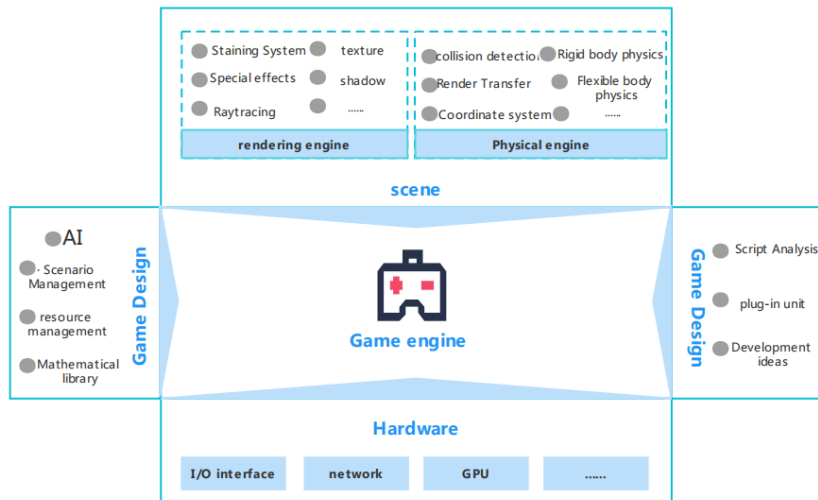 Staining System
texture
Special effects
shadow
Raytracing
......
rendering engine
collision detection
Rigid body physics
Render Transfer
Flexible body
physics
Coordinate system
......
Physical engine
scene
AI
· Scenario
Management
resource
management
Mathematical
library
Game Design
Game engine
Game Design
Script Analysis
plug-in unit
Development
ideas
Hardware
I/O interface
network
GPU
......